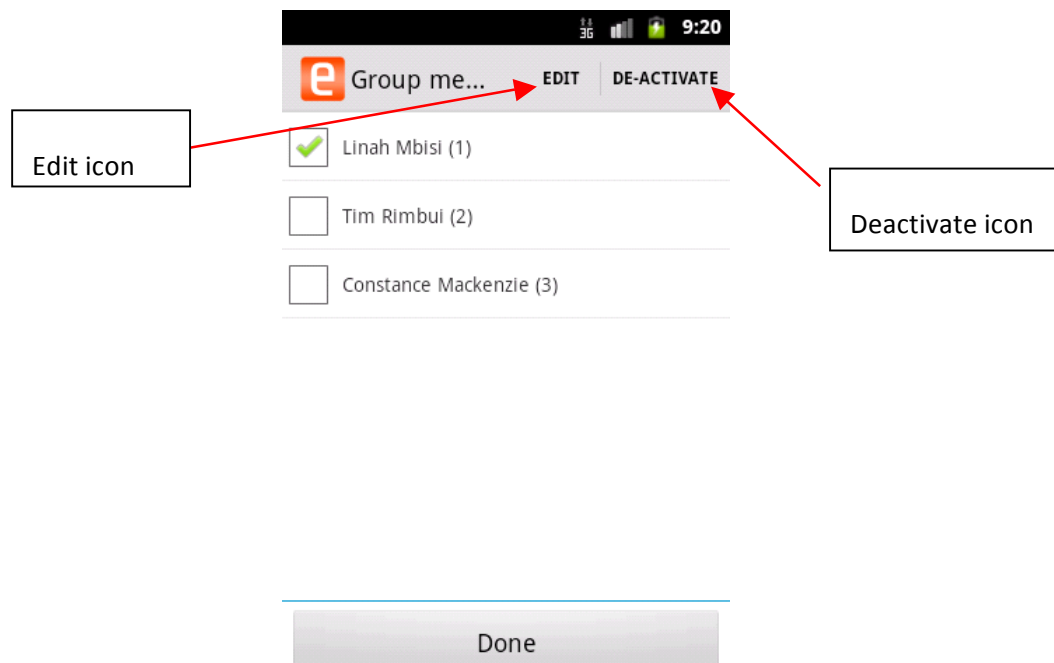 3G 9:20
e Group me... EDIT DE-ACTIVATE
Edit icon
Linah Mbisi (1)
Tim Rimbui (2)
Deactivate icon
Constance Mackenzie (3)
Done